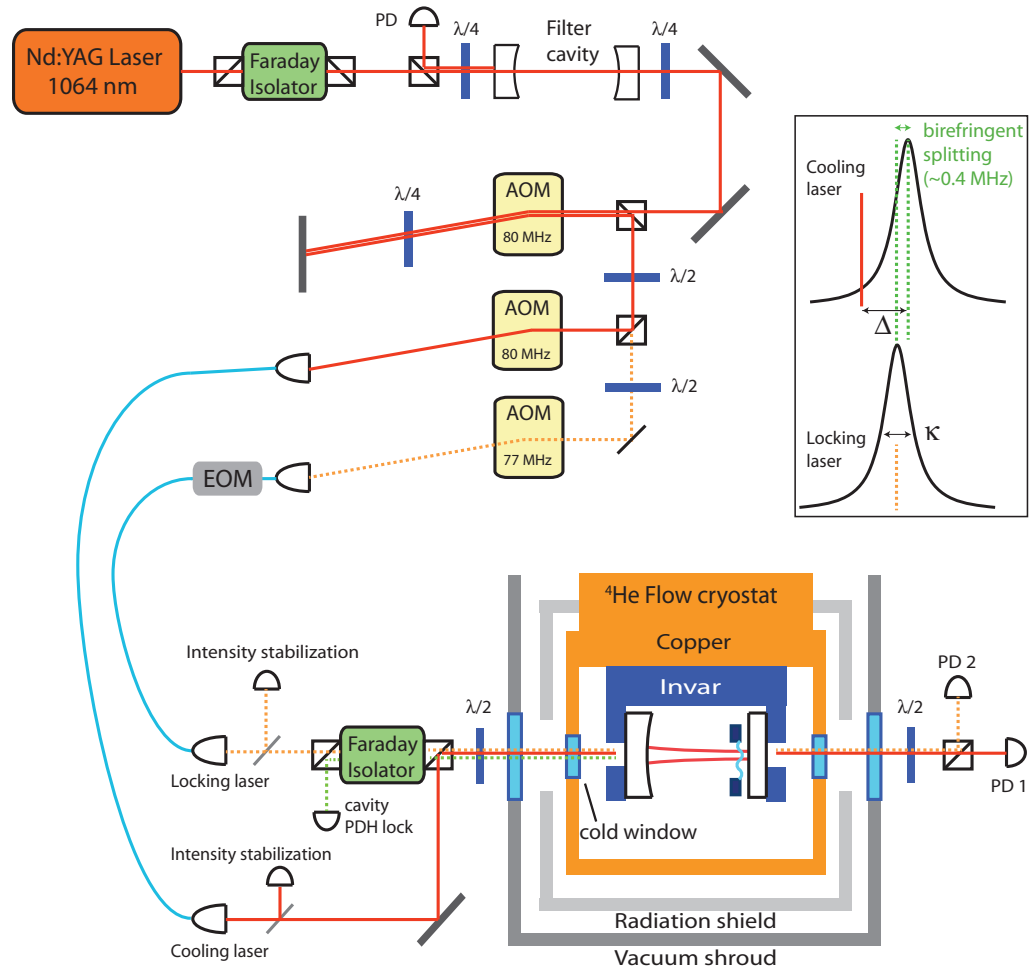 PD
λ/4
Filter
cavity
λ/4
Nd:YAG Laser
1064 nm
Faraday
Isolator
birefringent
splitting
(~0.4 MHz)
Cooling
laser
Δ
κ
Locking
laser
λ/4
AOM
80 MHz
λ/2
AOM
80 MHz
λ/2
AOM
77 MHz
EOM
⁴He Flow cryostat
Copper
Invar
Intensity stabilization
λ/2
Faraday
Isolator
Locking laser
cavity
PDH lock
cold window
λ/2
PD 2
PD 1
Intensity stabilization
Cooling laser
Radiation shield
Vacuum shroud